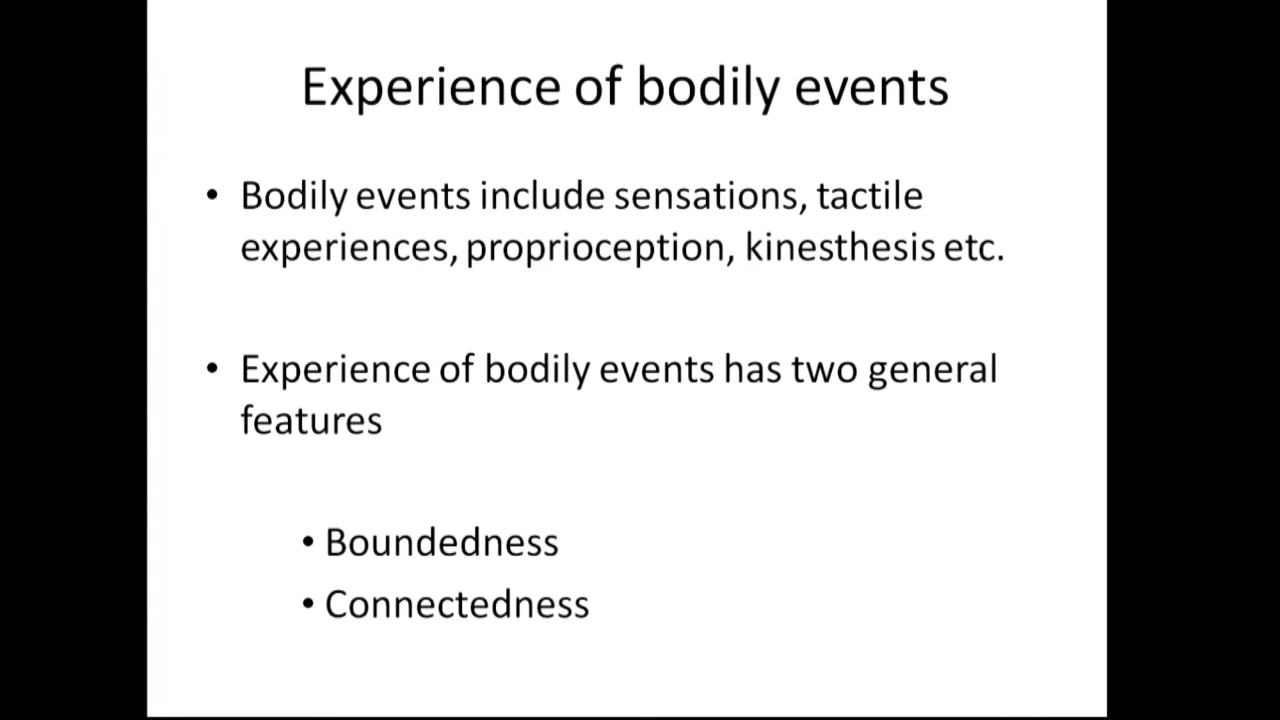 Experience of bodily events
• Bodily events include sensations, tactile
experiences, proprioception, kinesthesis etc.
• Experience of bodily events has two general
features
• Boundedness
• Connectedness